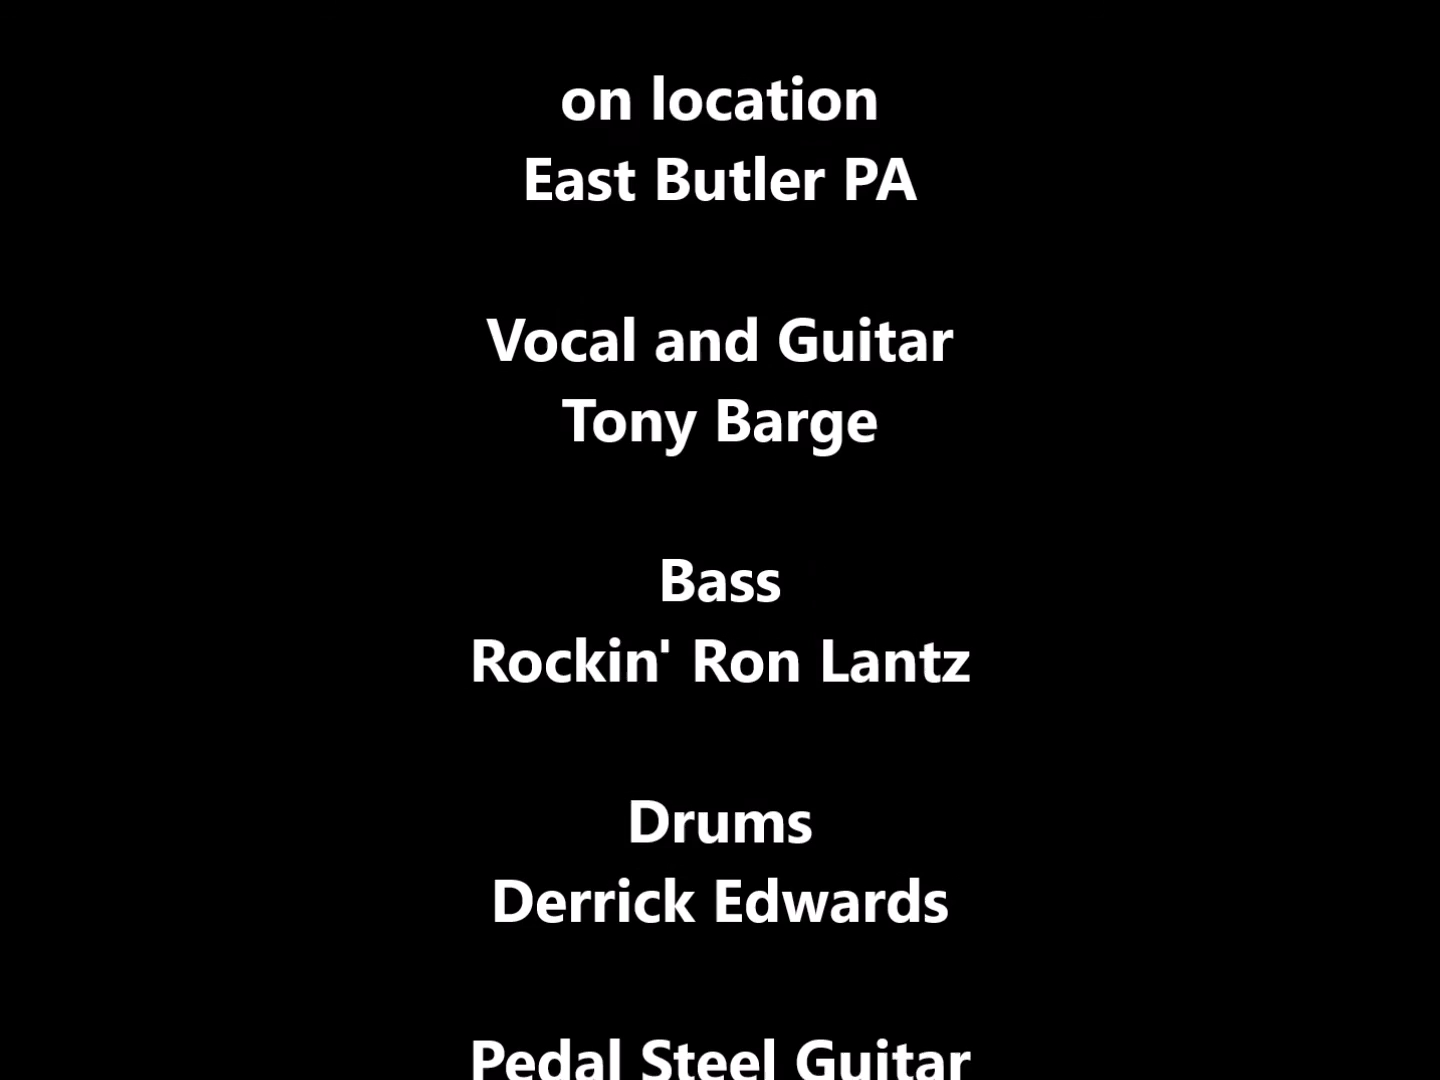 on location
East Butler PA
Vocal and Guitar
Tony Barge
Bass
Rockin' Ron Lantz
Drums
Derrick Edwards
Pedal Steel Guitar